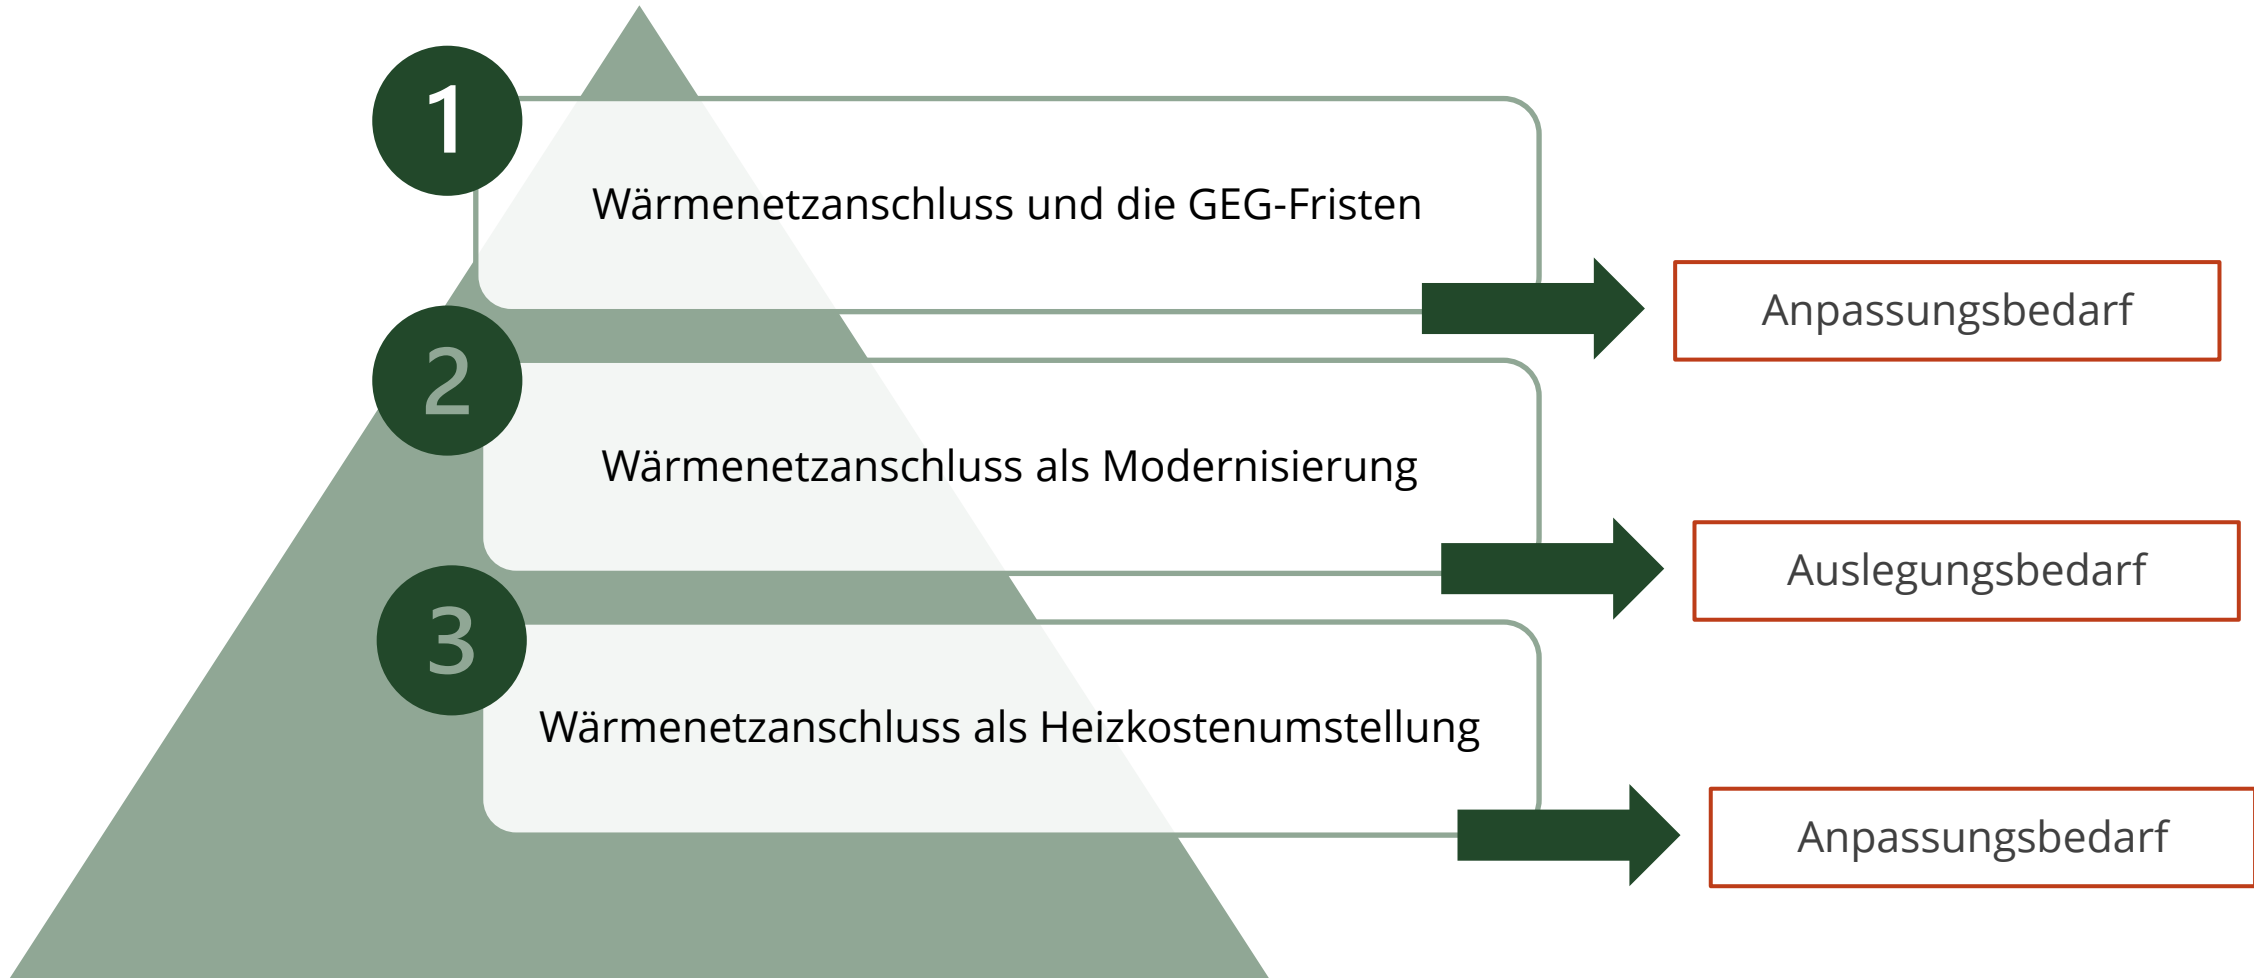 1
Wärmenetzanschluss und die GEG-Fristen
Anpassungsbedarf
2
Wärmenetzanschluss als Modernisierung
Auslegungsbedarf
3
Wärmenetzanschluss als Heizkostenumstellung
Anpassungsbedarf